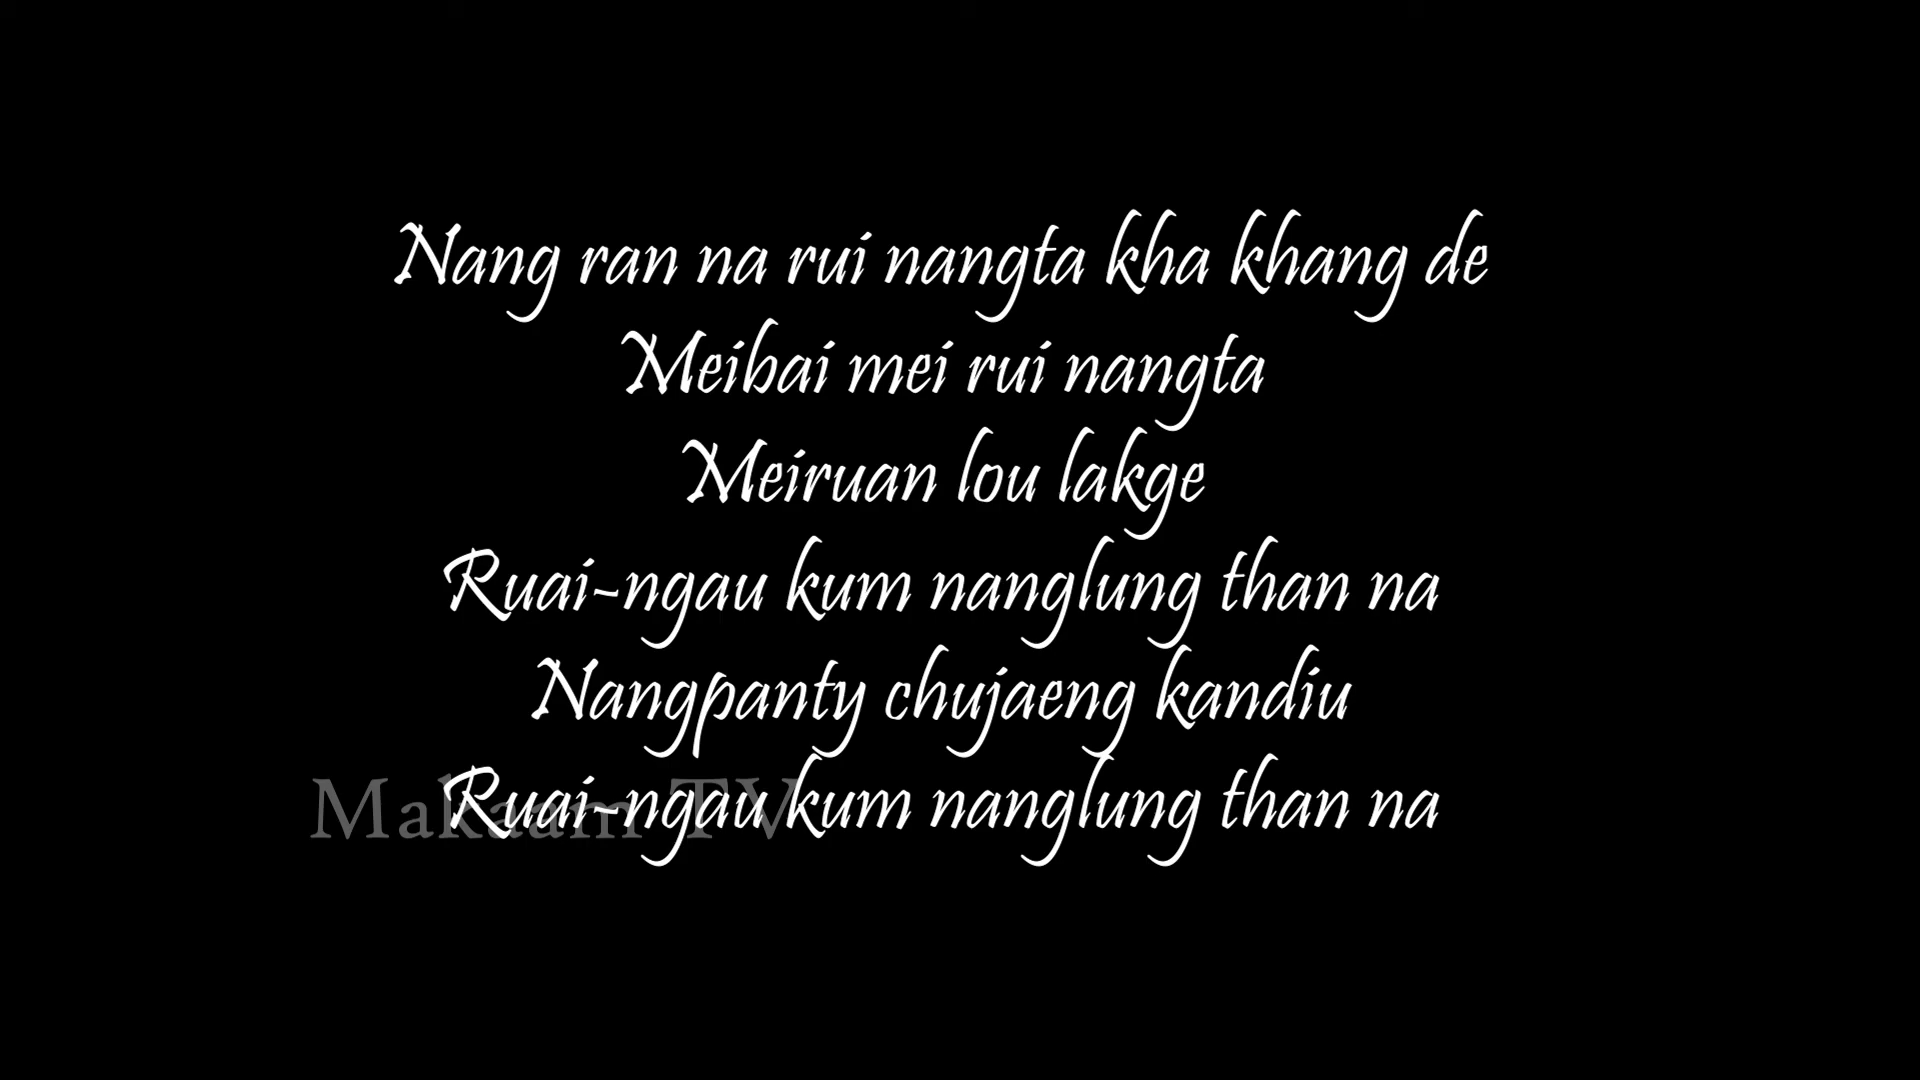 Nang ran na rui nangta kha khang de
Meibai mei rui nangta
Meiruan lou lakge
Ruai-ngau kum nanglung than na
Nangpanty chujaeng kandiu
Ruai-ngau kum nanglung than na
Makaam TV